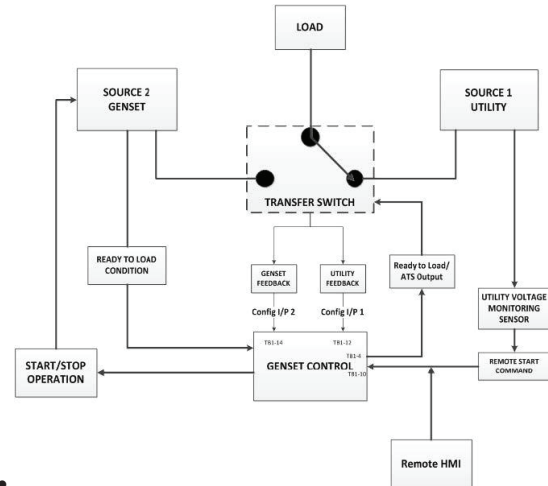 LOAD
SOURCE 2
GENSET
SOURCE 1
UTILITY
TRANSFER SWITCH
READY TO LOAD
CONDITION
GENSET
FEEDBACK
UTILITY
FEEDBACK
Ready to Load/
ATS Output
UTILITY VOLTAGE
MONITORING
SENSOR
Config I/P 2
Config I/P 1
TB1-14
TB1-12
TB1-4
GENSET CONTROL
TB1-10
START/STOP
OPERATION
REMOTE START
COMMAND
Remote HMI